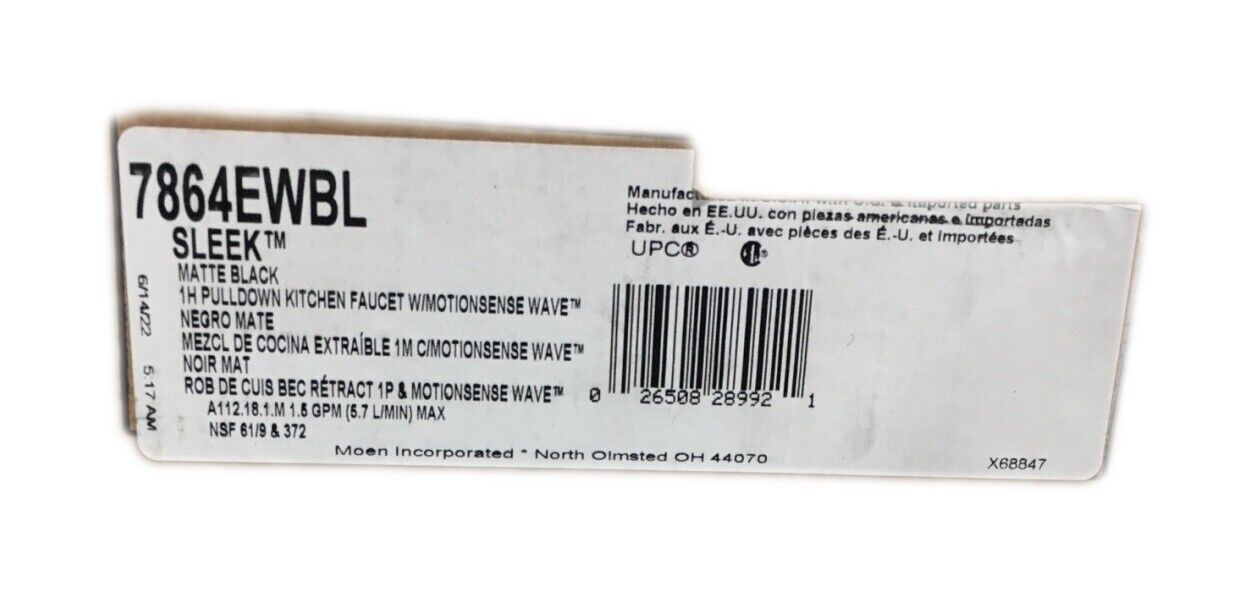 7864EWBL
SLEEK™
MATTE BLACK
1H PULLDOWN KITCHEN FAUCET W/MOTIONSENSE WAVE™
NEGRO MATE
MEZCL DE COCINA EXTRAÍBLE 1M C/MOTIONSENSE WAVE™
NOIR MAT
ROB DE CUIS BEC RÉTRACT 1P & MOTIONSENSE WAVE™
A112.18.1.M 1.5 GPM (5.7 L/MIN) MAX
NSF 61/9 & 372
6/14/22 5:17 AM
Manufac with U.S. & imported parts
Hecho en EE.UU. con piezas americanas e importadas
Fabr. aux É.-U. avec pièces des É.-U. et importées
UPC®
0 26508 28992 1
Moen Incorporated * North Olmsted OH 44070
X68847